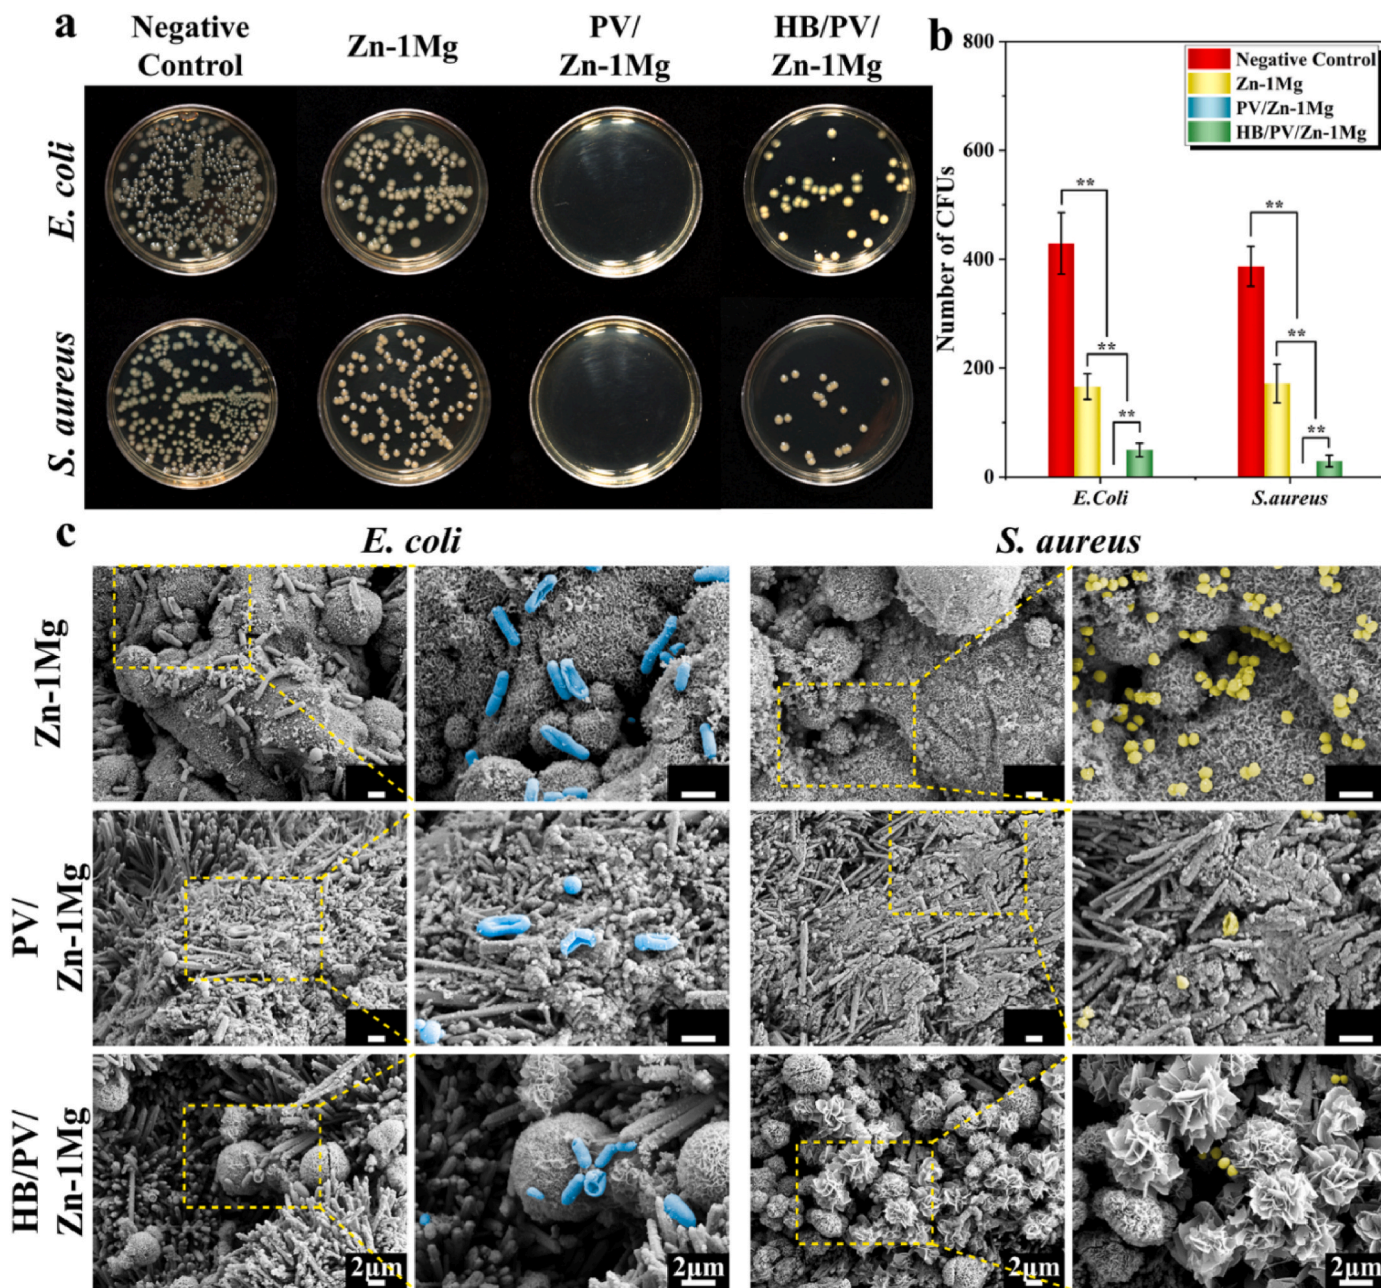 a
Negative
Control
Zn-1Mg
PV/
Zn-1Mg
HB/PV/
Zn-1Mg
E. coli
S. aureus
b
800
600
400
200
0
Number of CFUs
Negative Control
Zn-1Mg
PV/Zn-1Mg
HB/PV/Zn-1Mg
**
**
**
**
**
**
E.Coli
S.aureus
c
E. coli
S. aureus
Zn-1Mg
PV/
Zn-1Mg
HB/PV/
Zn-1Mg
2μm
2μm
2μm
2μm